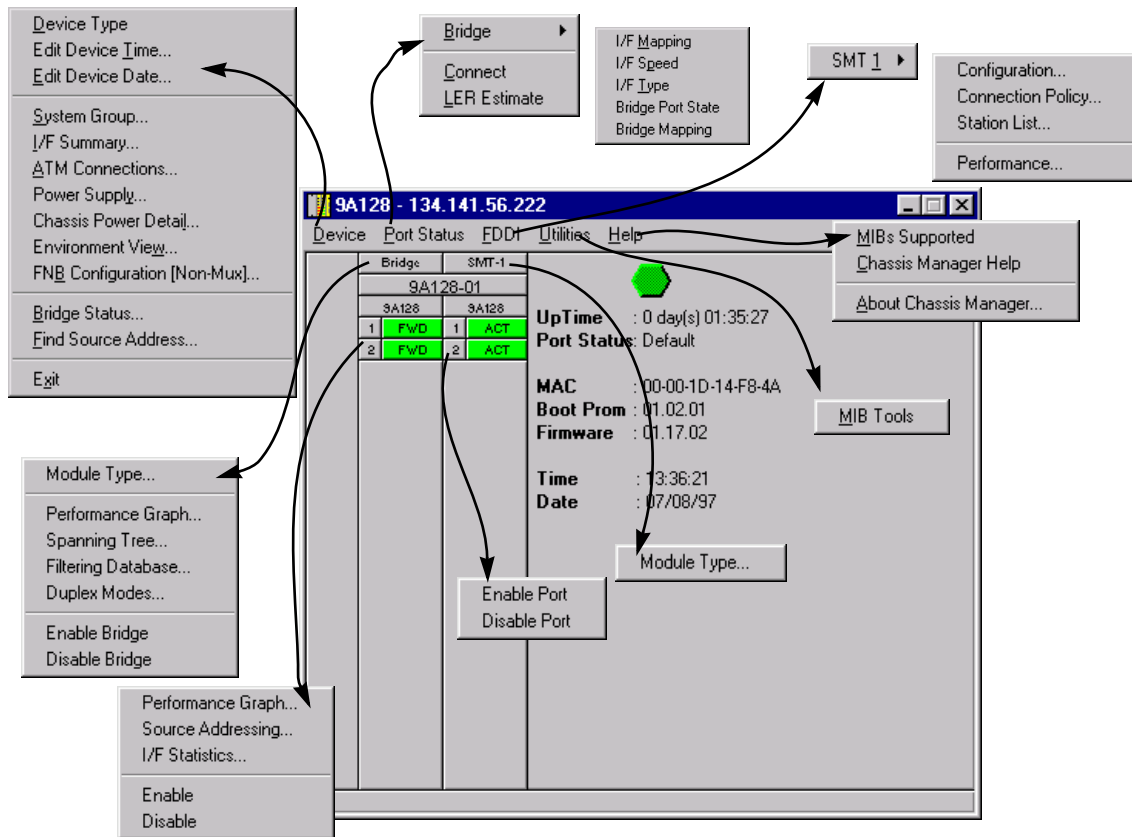 Device Type
Edit Device Time...
Edit Device Date...
System Group...
I/F Summary...
ATM Connections...
Power Supply...
Chassis Power Detail...
Environment View...
FNB Configuration [Non-Mux]...
Bridge Status...
Find Source Address...
Exit
Bridge
Connect
LER Estimate
I/F Mapping
I/F Speed
I/F Type
Bridge Port State
Bridge Mapping
SMT 1
Configuration...
Connection Policy...
Station List...
Performance...
9A128 - 134.141.56.222
Device Port Status FDDI Utilities Help
MIBs Supported
Chassis Manager Help
About Chassis Manager...
Bridge SMT-1
9A128-01
9A128 9A128
1 FWD 1 ACT
2 FWD 2 ACT
UpTime : 0 day(s) 01:35:27
Port Status: Default
MAC : 00-00-1D-14-F8-4A
Boot Prom : 01.02.01
Firmware : 01.17.02
Time : 13:36:21
Date : 07/08/97
MIB Tools
Module Type...
Performance Graph...
Spanning Tree...
Filtering Database...
Duplex Modes...
Enable Bridge
Disable Bridge
Module Type...
Enable Port
Disable Port
Performance Graph...
Source Addressing...
I/F Statistics...
Enable
Disable